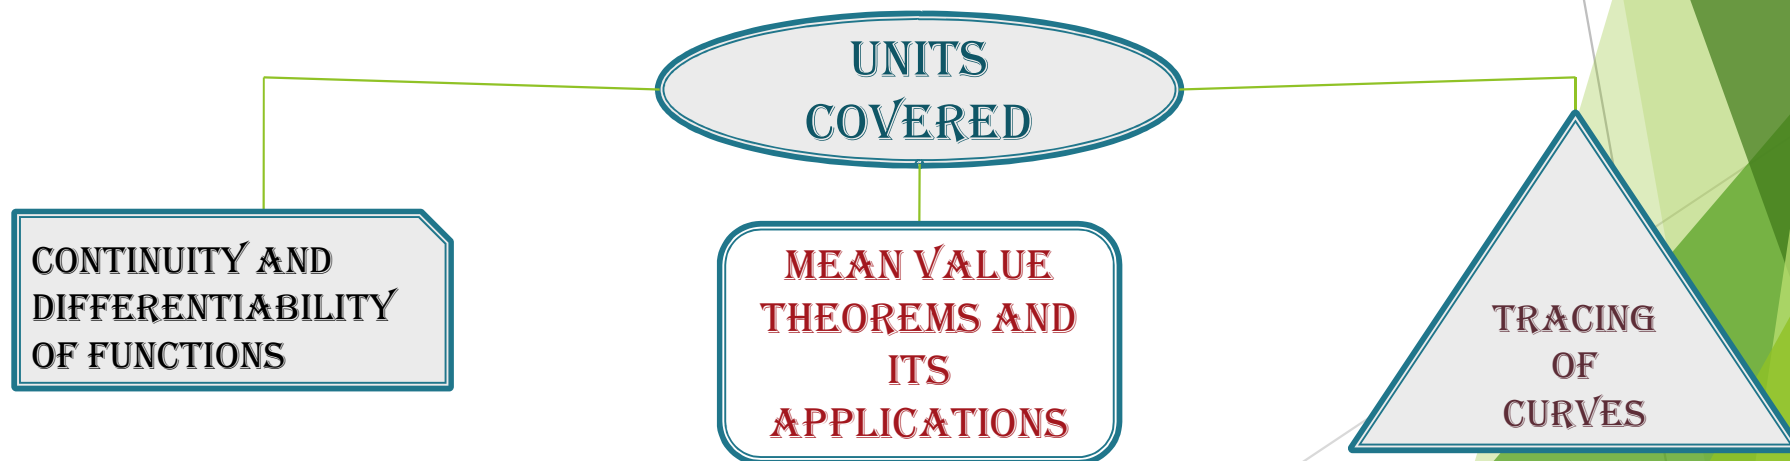 UNITS
COVERED
CONTINUITY AND
DIFFERENTIABILITY
OF FUNCTIONS
MEAN VALUE
THEOREMS AND
ITS
APPLICATIONS
TRACING
OF
CURVES